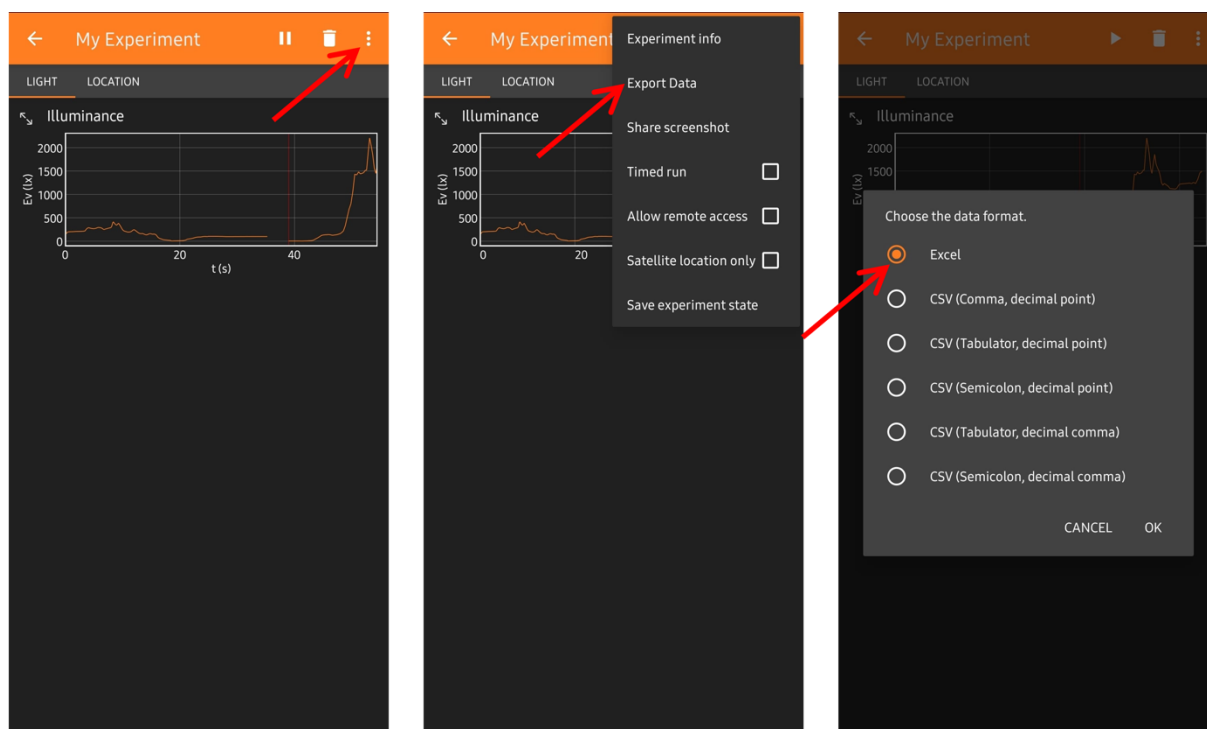 My Experiment
LIGHT LOCATION
Illuminance
2000
1500
1000
500
0
Ev (lx)
0 20 40
t (s)
My Experiment
LIGHT LOCATION
Illuminance
2000
1500
1000
500
0
Ev (lx)
0 20
Experiment info
Export Data
Share screenshot
Timed run
Allow remote access
Satellite location only
Save experiment state
My Experiment
LIGHT LOCATION
Illuminance
2000
1500
Ev (lx)
Choose the data format.
Excel
CSV (Comma, decimal point)
CSV (Tabulator, decimal point)
CSV (Semicolon, decimal point)
CSV (Tabulator, decimal comma)
CSV (Semicolon, decimal comma)
CANCEL OK